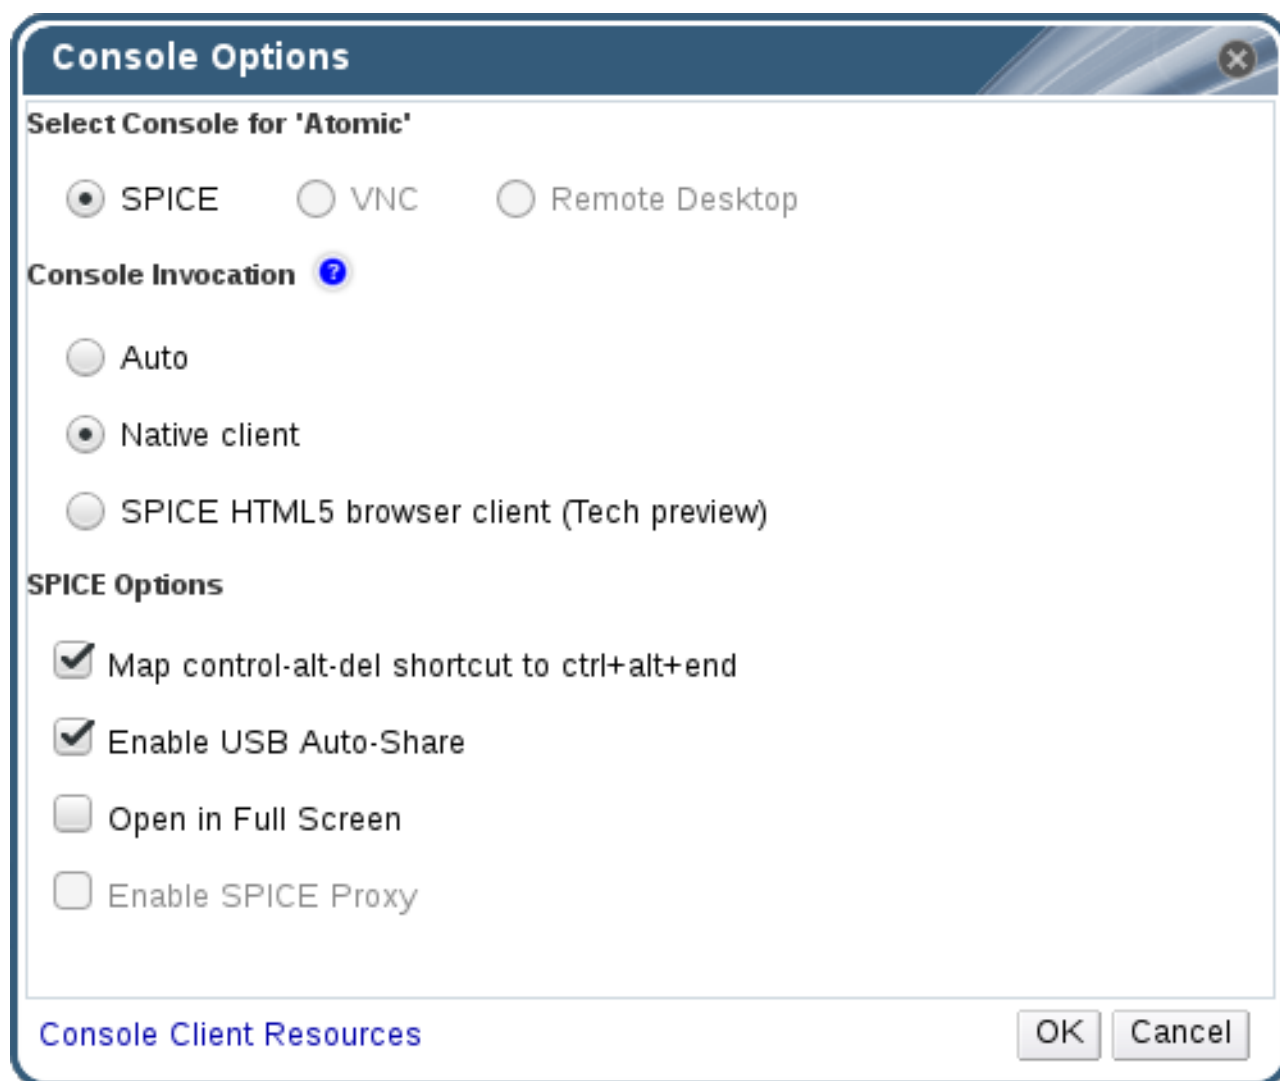 Console Options
Select Console for 'Atomic'
SPICE VNC Remote Desktop
Console Invocation ?
Auto
Native client
SPICE HTML5 browser client (Tech preview)
SPICE Options
Map control-alt-del shortcut to ctrl+alt+end
Enable USB Auto-Share
Open in Full Screen
Enable SPICE Proxy
Console Client Resources OK Cancel